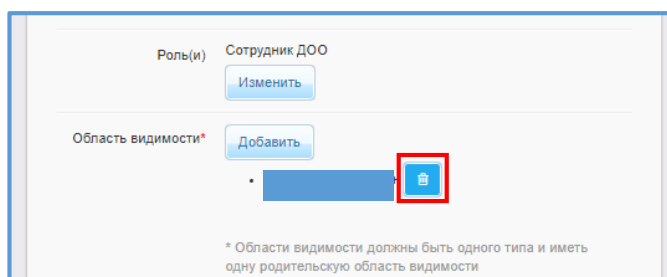 Роль(и) Сотрудник ДОО
Изменить
Область видимости* Добавить
* Области видимости должны быть одного типа и иметь
одну родительскую область видимости